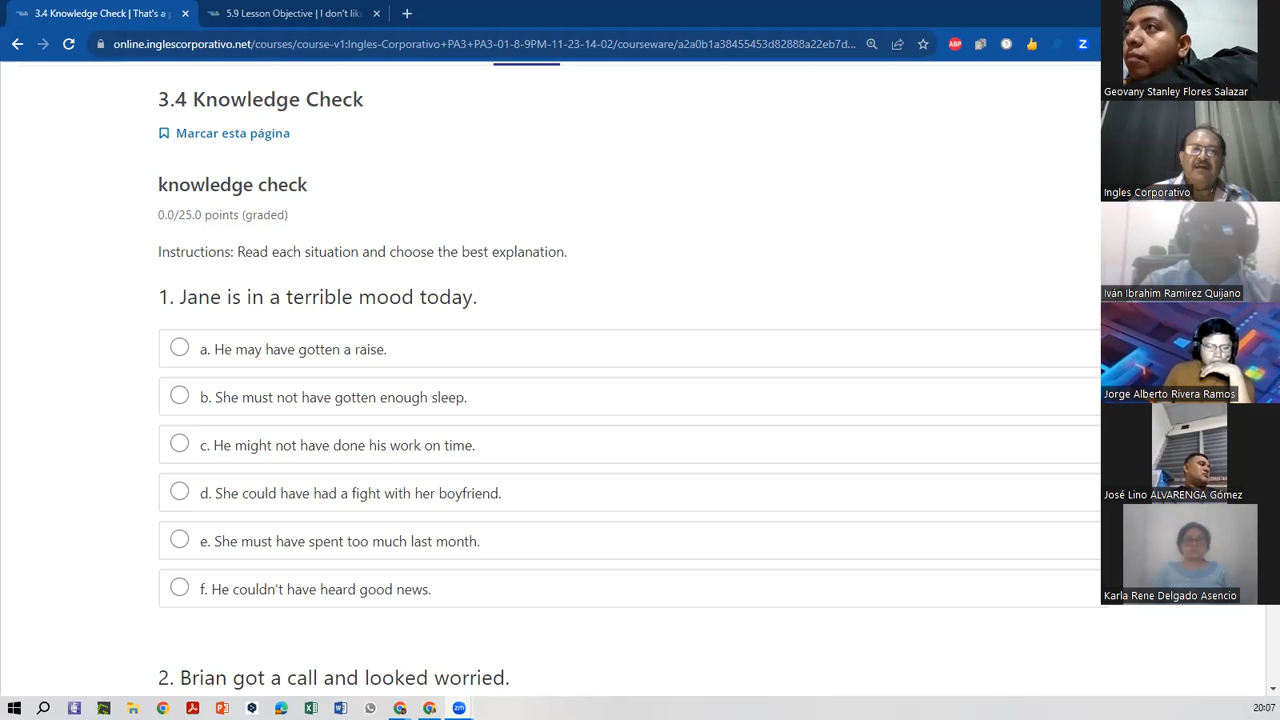 3.4 Knowledge Check | That's a
5.9 Lesson Objective | I don't lik
online.inglescorporativo.net/courses/course-v1:Ingles-Corporativo+PA3+PA3-01-8-9PM-11-23-14-02/courseware/a2a0b1a38455453d82888a22eb7d...
ABP
Z
3.4 Knowledge Check
Marcar esta página
knowledge check
0.0/25.0 points (graded)
Instructions: Read each situation and choose the best explanation.
1. Jane is in a terrible mood today.
a. He may have gotten a raise.
b. She must not have gotten enough sleep.
c. He might not have done his work on time.
d. She could have had a fight with her boyfriend.
e. She must have spent too much last month.
f. He couldn't have heard good news.
2. Brian got a call and looked worried.
Geovany Stanley Flores Salazar
Ingles Corporativo
Iván Ibrahim Ramirez Quijano
Jorge Alberto Rivera Ramos
José Lino ALVARENGA Gómez
Karla Rene Delgado Asencio
20:07